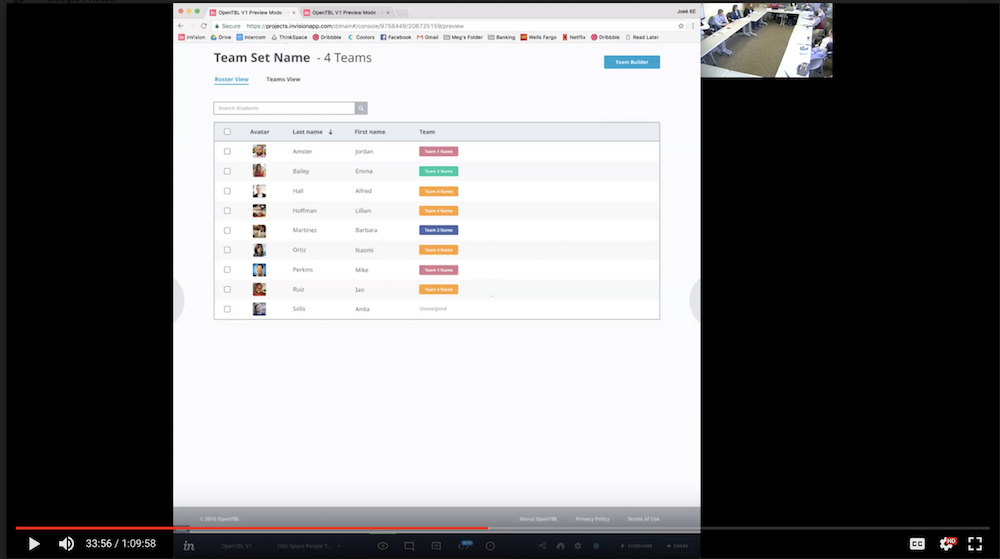 OpenTBL V1 Preview Mode
OpenTBL V1 Preview Mode
José EE
Secure https://projects.invisionapp.com/d/main#/console/9758449/208725159/preview
InVision Drive Intercom ThinkSpace Dribbble Coolors Facebook Gmail Meg's Folder Banking Wells Fargo Netflix Dribbble Read Later
Team Set Name - 4 Teams
Team Builder
Roster View Teams View
Search Students
Avatar Last name ↓ First name Team
Amster Jordan Team 1 Name
Bailey Emma Team 3 Name
Hall Alfred Team 4 Name
Hoffman Lillian Team 4 Name
Martinez Barbara Team 2 Name
Ortiz Naomi Team 4 Name
Perkins Mike Team 1 Name
Ruiz Ian Team 4 Name
Solis Anita Unassigned
© 2016 OpenTBL About OpenTBL Privacy Policy Terms of Use
in OpenTBL V1
SHARE
33:56 / 1:09:58
CC HD